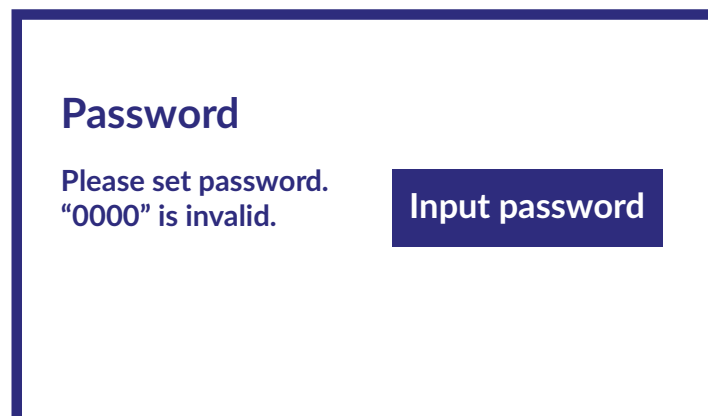 Password
Please set password.
“0000” is invalid.
Input password